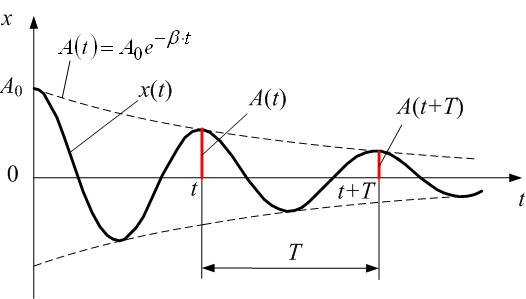 x
A(t) = A₀e^{−β·t}
A₀
x(t)
A(t)
A(t+T)
0
t
t+T
t
T